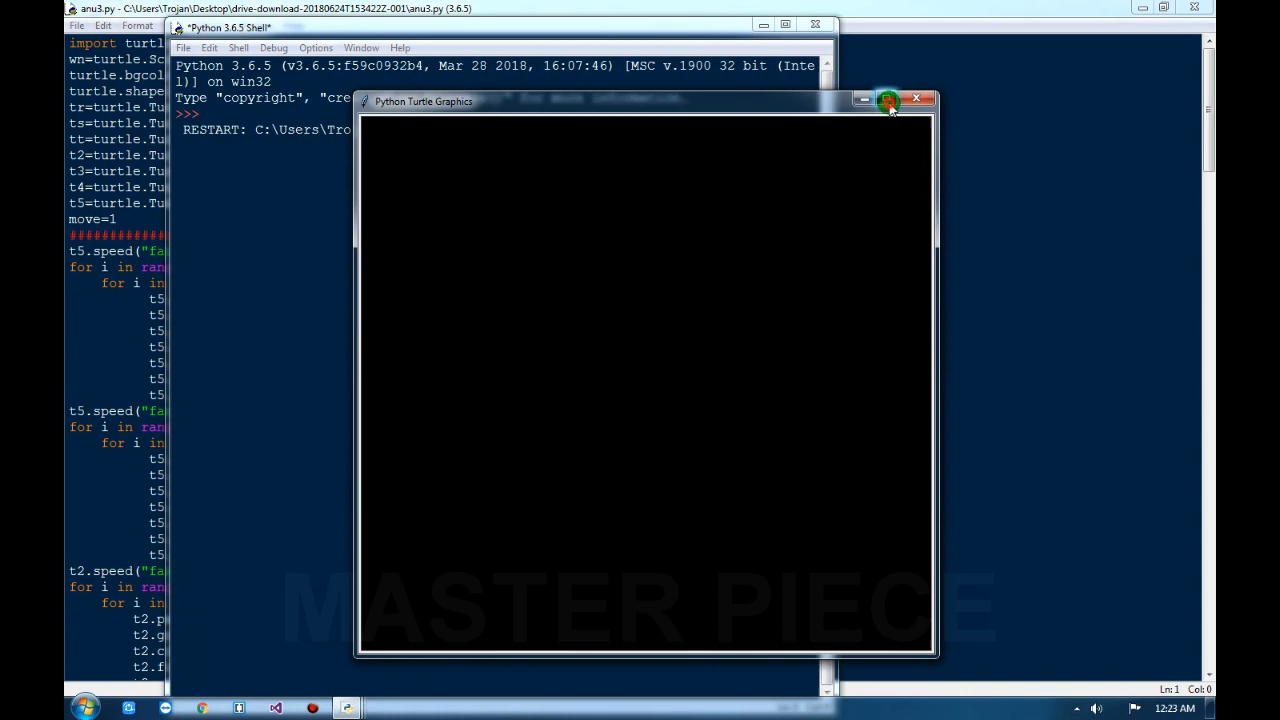 anu3.py - C:\Users\Trojan\Desktop\drive-download-20180624T153422Z-001\anu3.py (3.6.5)
File Edit Format
*Python 3.6.5 Shell*
File Edit Shell Debug Options Window Help
Python 3.6.5 (v3.6.5:f59c0932b4, Mar 28 2018, 16:07:46) [MSC v.1900 32 bit (Inte
l)] on win32
Type "copyright", "cre for more information.
>>>
RESTART: C:\Users\Tro
Python Turtle Graphics
import turtl
wn=turtle.Sc
turtle.bgcol
turtle.shape
tr=turtle.Tu
ts=turtle.Tu
tt=turtle.Tu
t2=turtle.Tu
t3=turtle.Tu
t4=turtle.Tu
t5=turtle.Tu
move=1
############
t5.speed("fa
for i in ran
for i in
t5
t5
t5
t5
t5
t5
t5
t5.speed("fa
for i in ran
for i in
t5
t5
t5
t5
t5
t5
t5
t2.speed("fa
for i in ran
for i in
t2.p
t2.g
t2.c
t2.f
MASTER PIECE
Ln: 1 Col: 0
12:23 AM